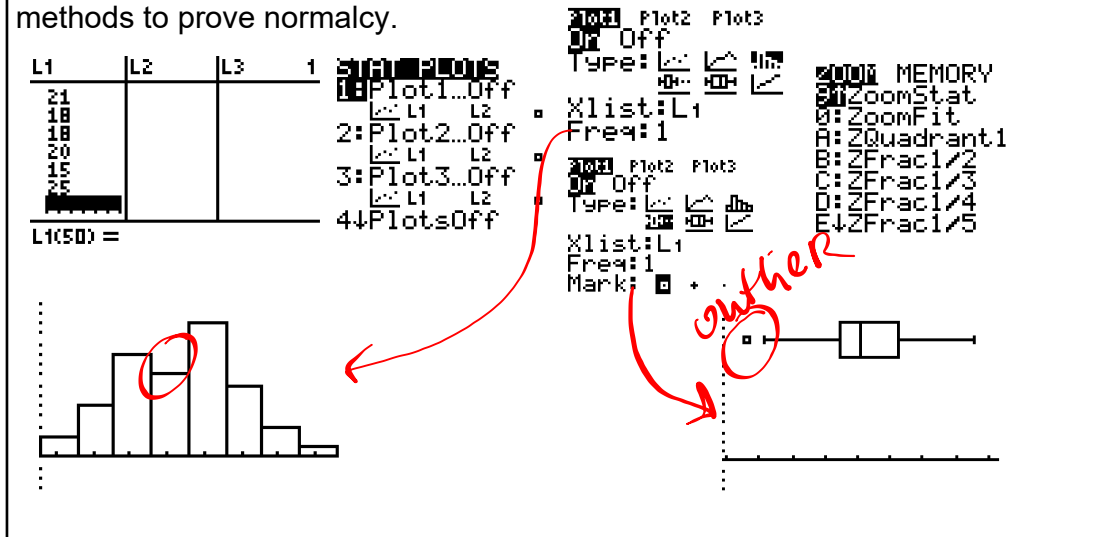 methods to prove normalcy.
L1 L2 L3 1
21
18
18
20
15
25
L1(50) =
STAT PLOTS
1:Plot1...Off
L1 L2
2:Plot2...Off
L1 L2
3:Plot3...Off
L1 L2
4↓PlotsOff
Plot1 Plot2 Plot3
On Off
Type:
Xlist:L1
Freq:1
Plot1 Plot2 Plot3
On Off
Type:
Xlist:L1
Freq:1
Mark: + ·
ZOOM MEMORY
9↑ZoomStat
0:ZoomFit
A:ZQuadrant1
B:ZFrac1/2
C:ZFrac1/3
D:ZFrac1/4
E↓ZFrac1/5
outlier